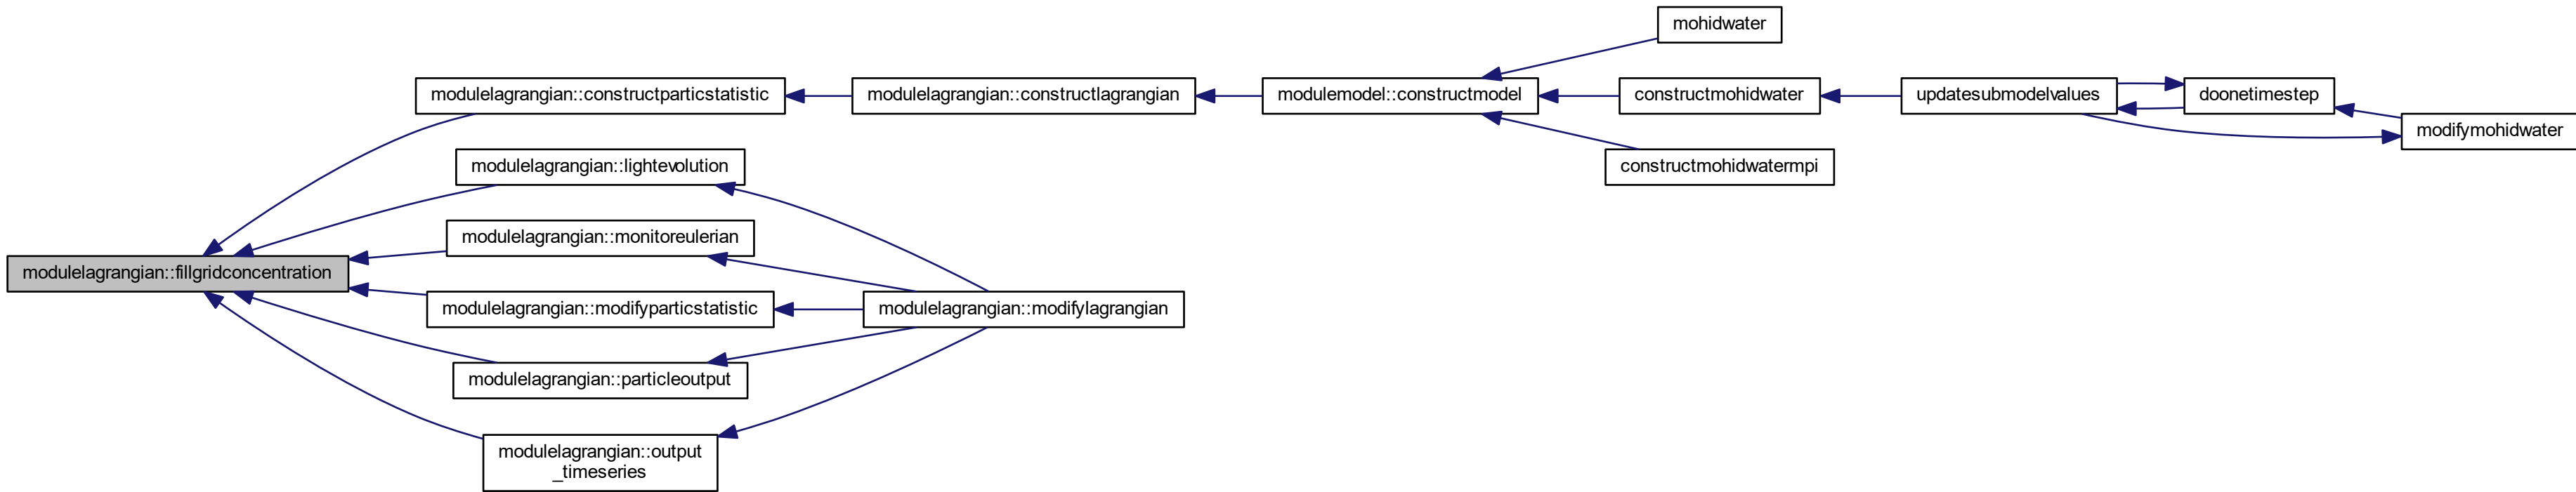 mohidwater
modulelagrangian::constructparticstatistic
modulelagrangian::constructlagrangian
modulemodel::constructmodel
constructmohidwater
updatesubmodelvalues
doonetimestep
modifymohidwater
modulelagrangian::lightevolution
constructmohidwatermpi
modulelagrangian::monitoreulerian
modulelagrangian::fillgridconcentration
modulelagrangian::modifyparticstatistic
modulelagrangian::modifylagrangian
modulelagrangian::particleoutput
modulelagrangian::output
_timeseries